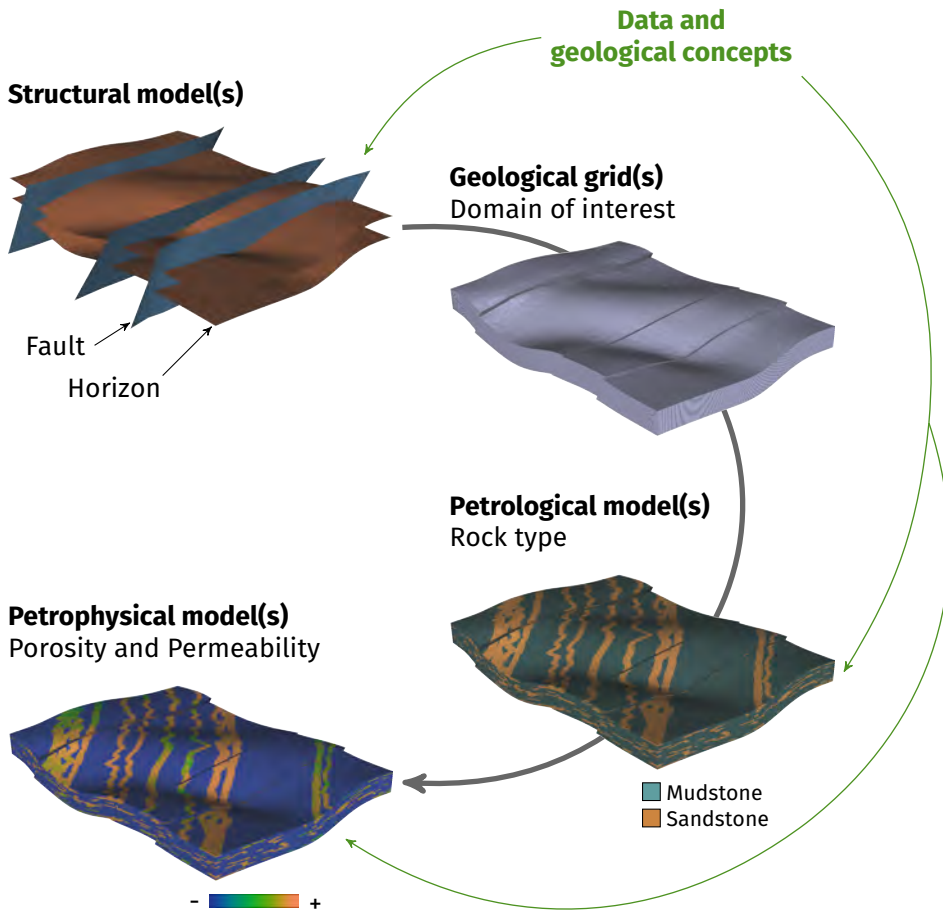 Data and
geological concepts
Structural model(s)
Fault
Horizon
Geological grid(s)
Domain of interest
Petrological model(s)
Rock type
Mudstone
Sandstone
Petrophysical model(s)
Porosity and Permeability
- +